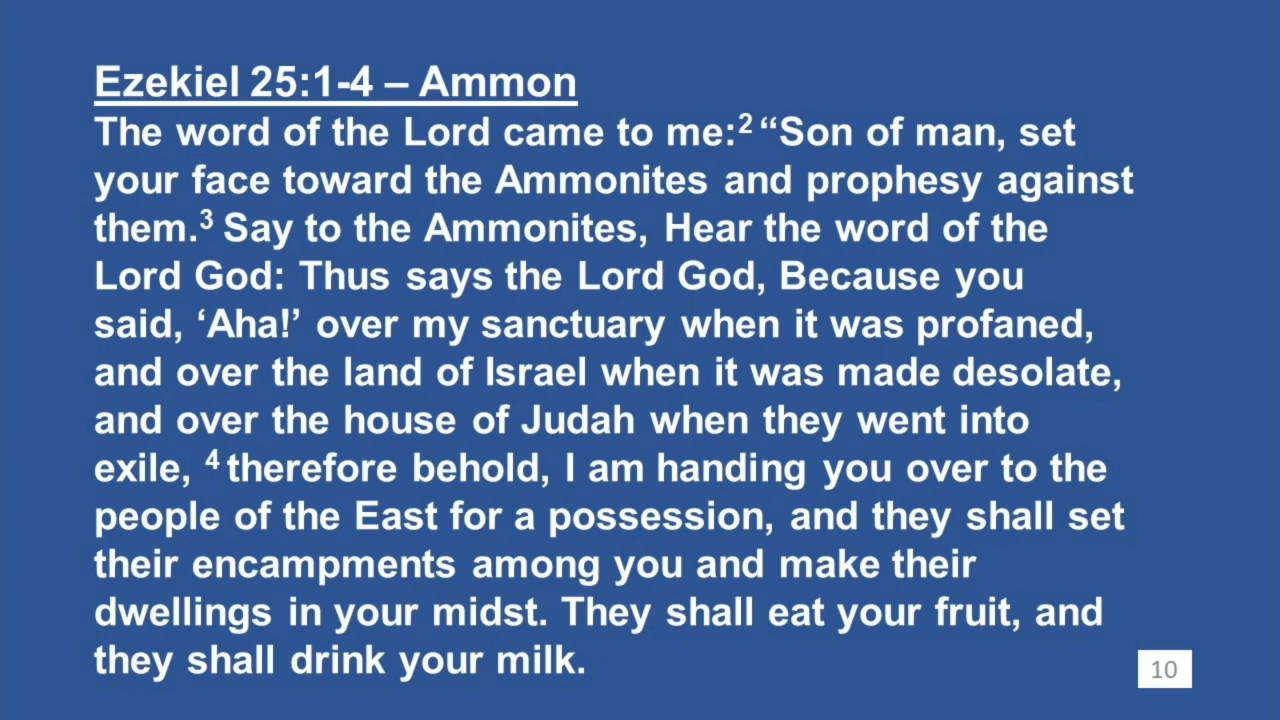 Ezekiel 25:1-4 – Ammon
The word of the Lord came to me:² “Son of man, set
your face toward the Ammonites and prophesy against
them.³ Say to the Ammonites, Hear the word of the
Lord God: Thus says the Lord God, Because you
said, ‘Aha!’ over my sanctuary when it was profaned,
and over the land of Israel when it was made desolate,
and over the house of Judah when they went into
exile, ⁴ therefore behold, I am handing you over to the
people of the East for a possession, and they shall set
their encampments among you and make their
dwellings in your midst. They shall eat your fruit, and
they shall drink your milk.
10